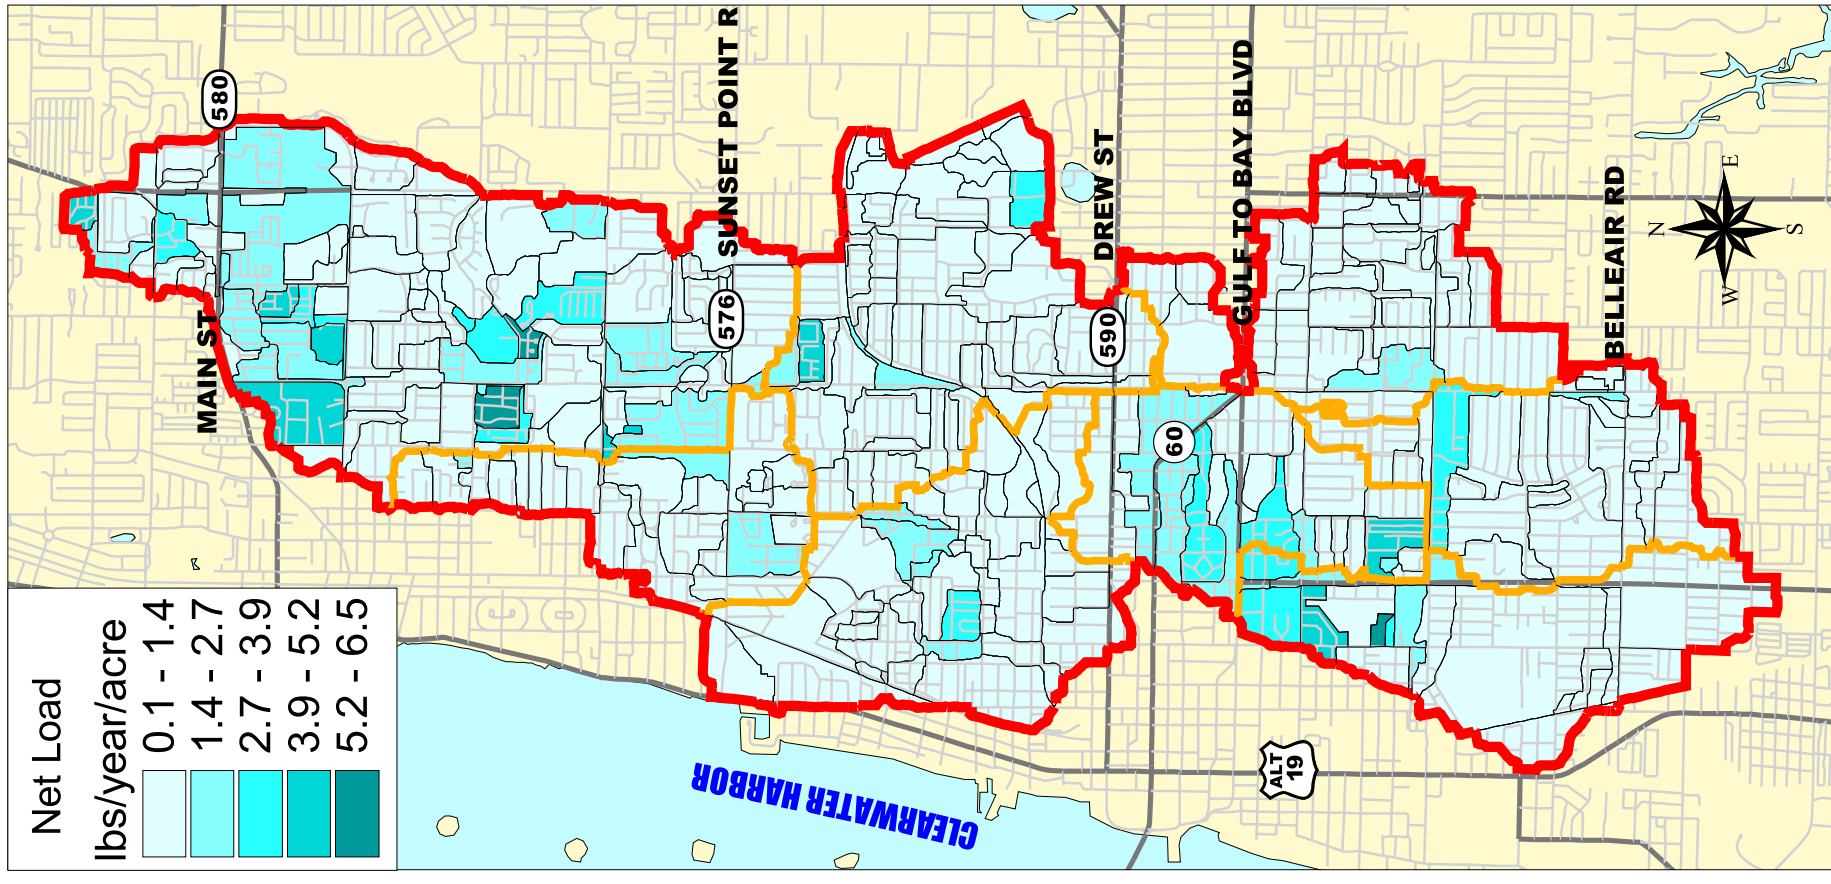 Net Load
lbs/year/acre
0.1 - 1.4
1.4 - 2.7
2.7 - 3.9
3.9 - 5.2
5.2 - 6.5
580
MAIN ST
SUNSET POINT R
576
DREW ST
590
GULF TO BAY BLVD
60
BELLEAIR RD
ALT
19
CLEARWATER HARBOR
N
E
S
W